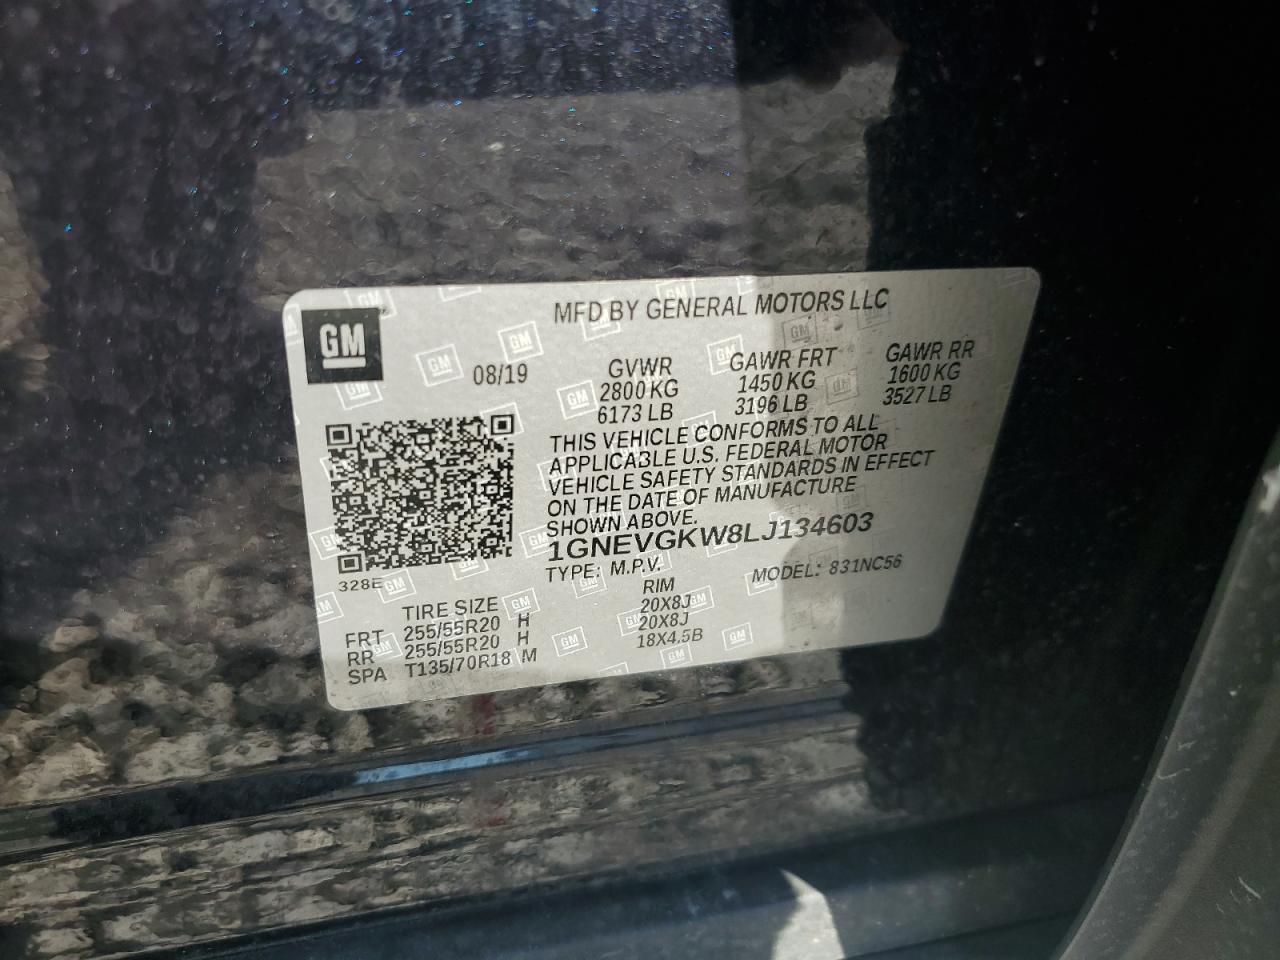 MFD BY GENERAL MOTORS LLC
GM
08/19
GVWR
2800 KG
6173 LB
GAWR FRT
1450 KG
3196 LB
GAWR RR
1600 KG
3527 LB
THIS VEHICLE CONFORMS TO ALL
APPLICABLE U.S. FEDERAL MOTOR
VEHICLE SAFETY STANDARDS IN EFFECT
ON THE DATE OF MANUFACTURE
SHOWN ABOVE.
1GNEVGKW8LJ134603
TYPE: M.P.V.
MODEL: 831NC56
328E
TIRE SIZE
RIM
FRT 255/55R20 H 20X8J
RR 255/55R20 H 20X8J
SPA T135/70R18 M 18X4.5B